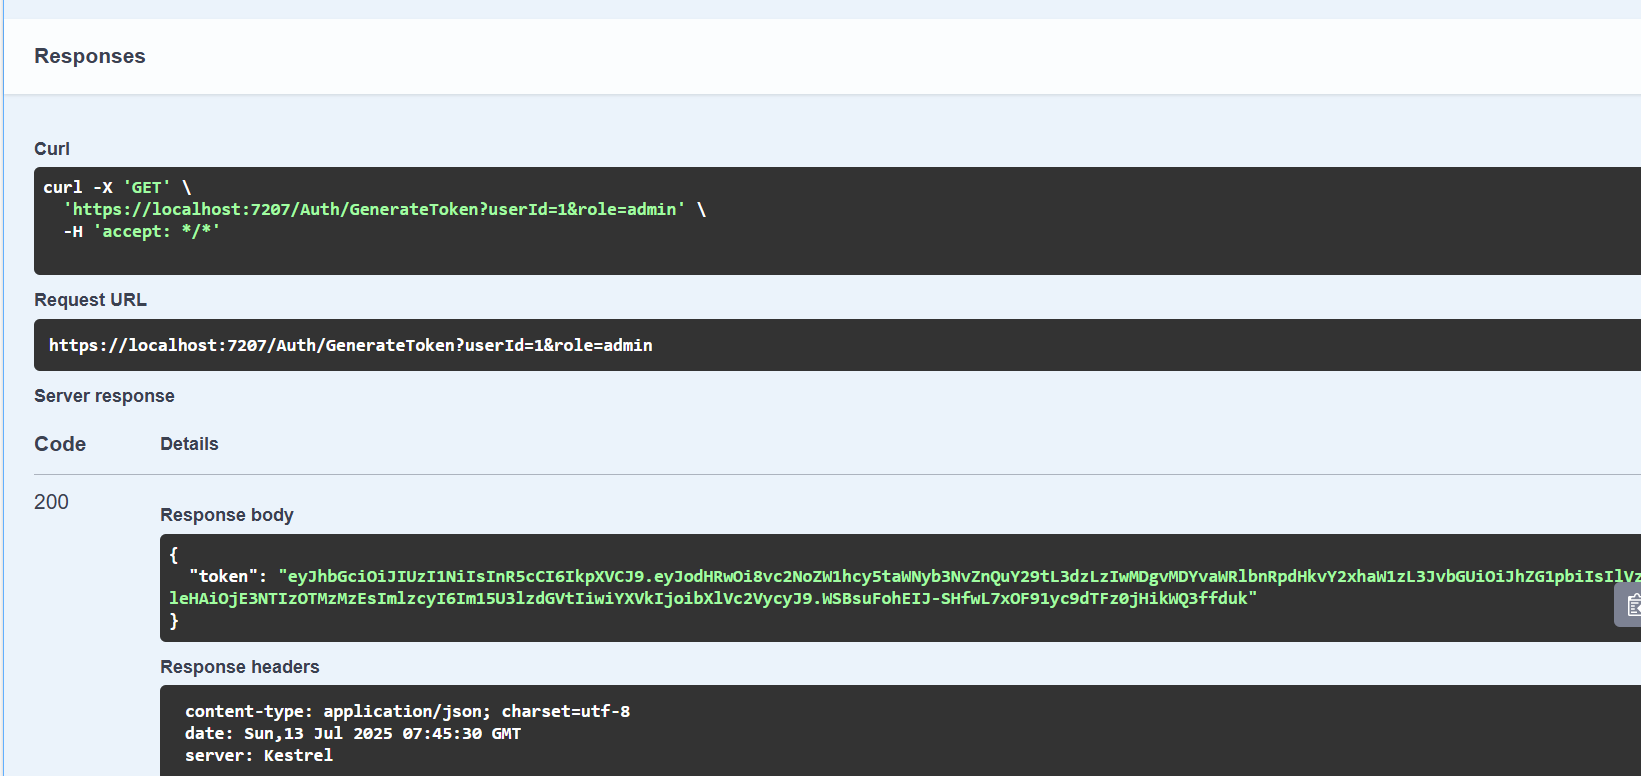 Responses
Curl
curl -X 'GET' \
'https://localhost:7207/Auth/GenerateToken?userId=1&role=admin' \
-H 'accept: */*'
Request URL
https://localhost:7207/Auth/GenerateToken?userId=1&role=admin
Server response
Code Details
200
Response body
{
"token": "eyJhbGciOiJIUzI1NiIsInR5cCI6IkpXVCJ9.eyJodHRwOi8vc2NoZW1hcy5taWNyb3NvZnQuY29tL3dzLzIwMDgvMDYvaWRlbnRpdHkvY2xhaW1zL3JvbGUiOiJhZG1pbiIsIlVz
leHAiOjE3NTIzOTMzMzEsImlzcyI6Im15U3lzdGVtIiwiYXVkIjoibXlVc2VycyJ9.WSBsuFohEIJ-SHfwL7xOF91yc9dTFz0jHikWQ3ffduk"
}
Response headers
content-type: application/json; charset=utf-8
date: Sun,13 Jul 2025 07:45:30 GMT
server: Kestrel